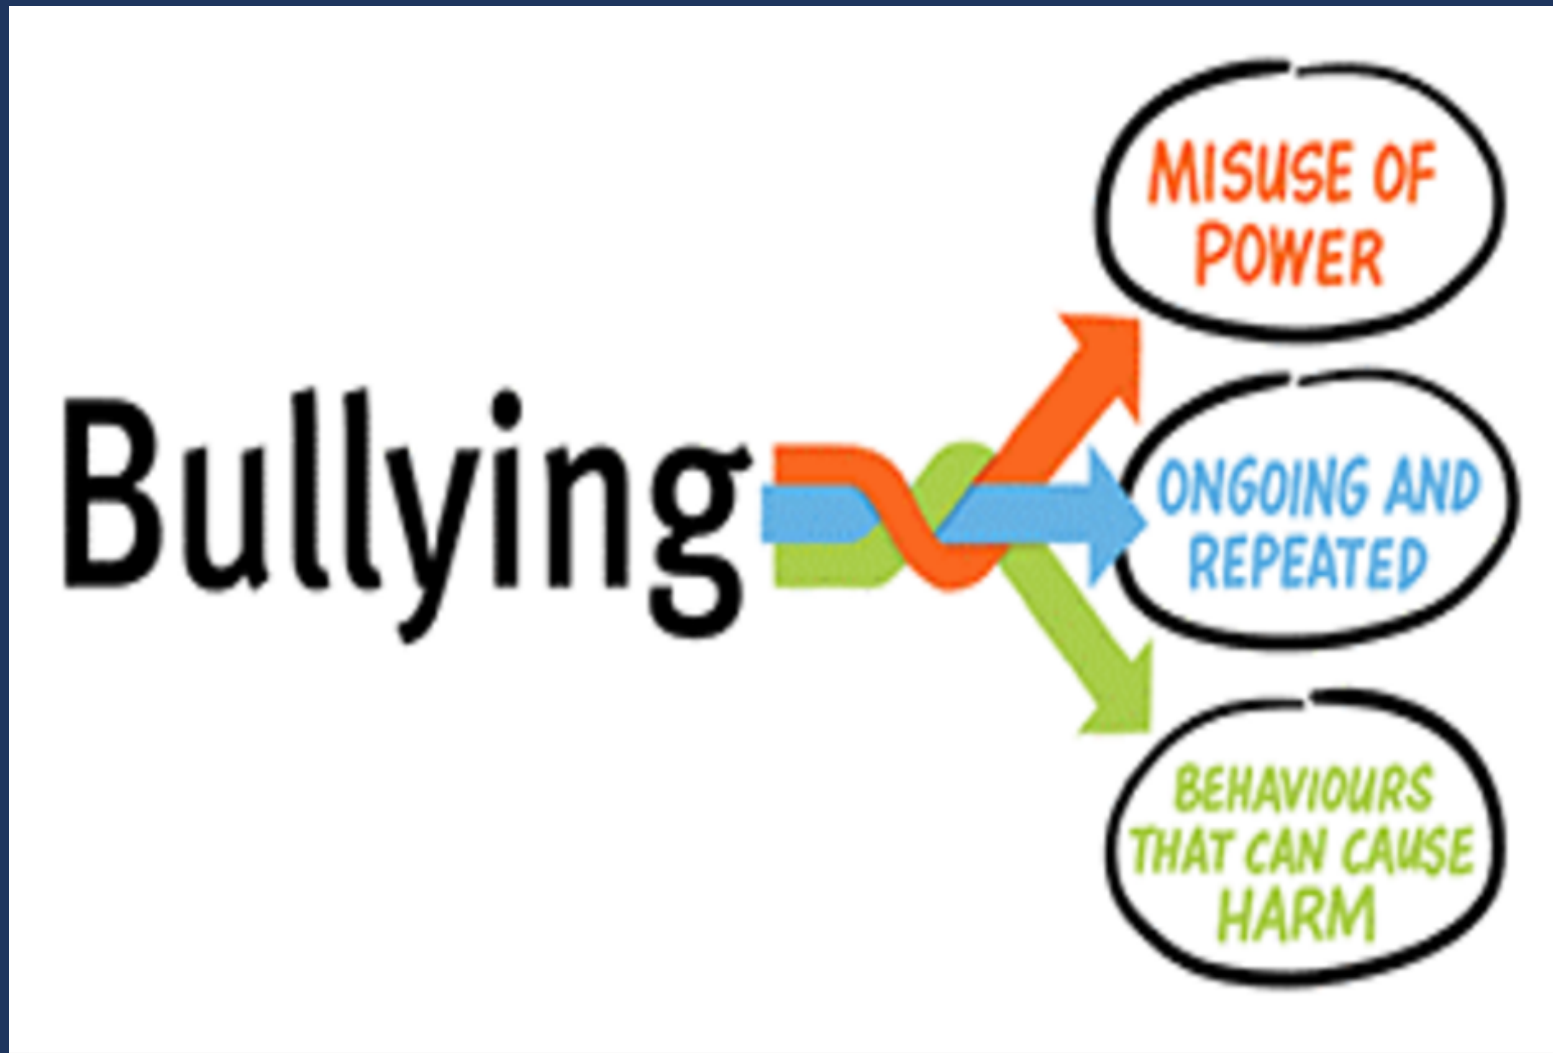 Bullying
MISUSE OF
POWER
ONGOING AND
REPEATED
BEHAVIOURS
THAT CAN CAUSE
HARM